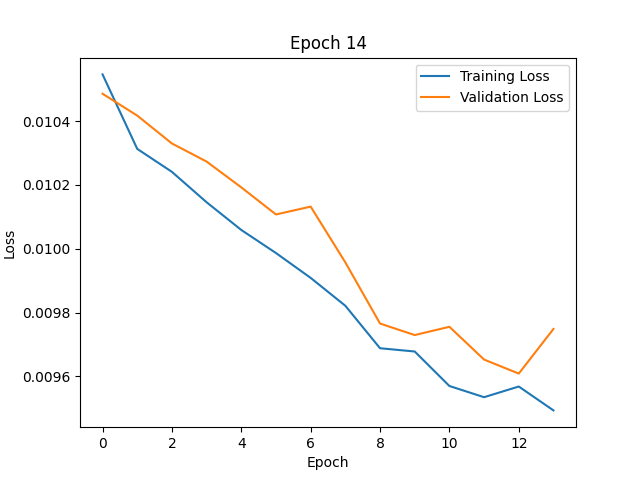 Epoch 14
Training Loss
Validation Loss
0.0104
0.0102
0.0100
0.0098
0.0096
Loss
0 2 4 6 8 10 12
Epoch